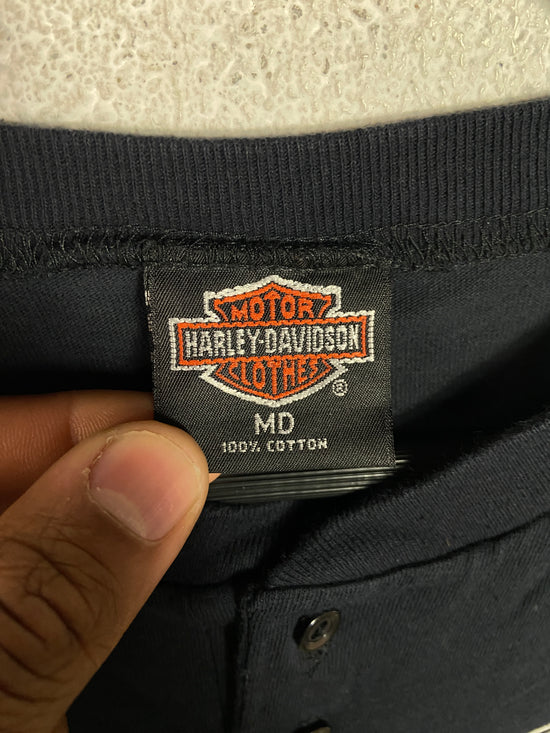 MOTOR
HARLEY-DAVIDSON
CLOTHES
®
MD
100% COTTON